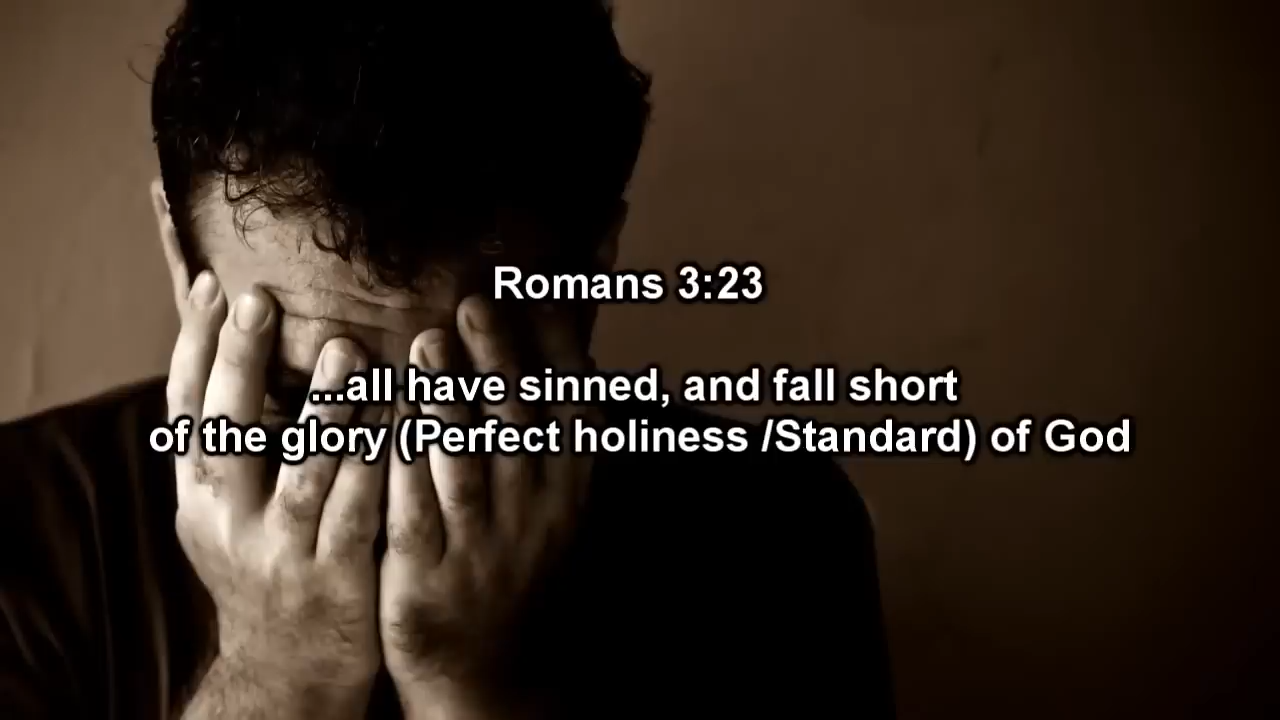 Romans 3:23
...all have sinned, and fall short
of the glory (Perfect holiness /Standard) of God